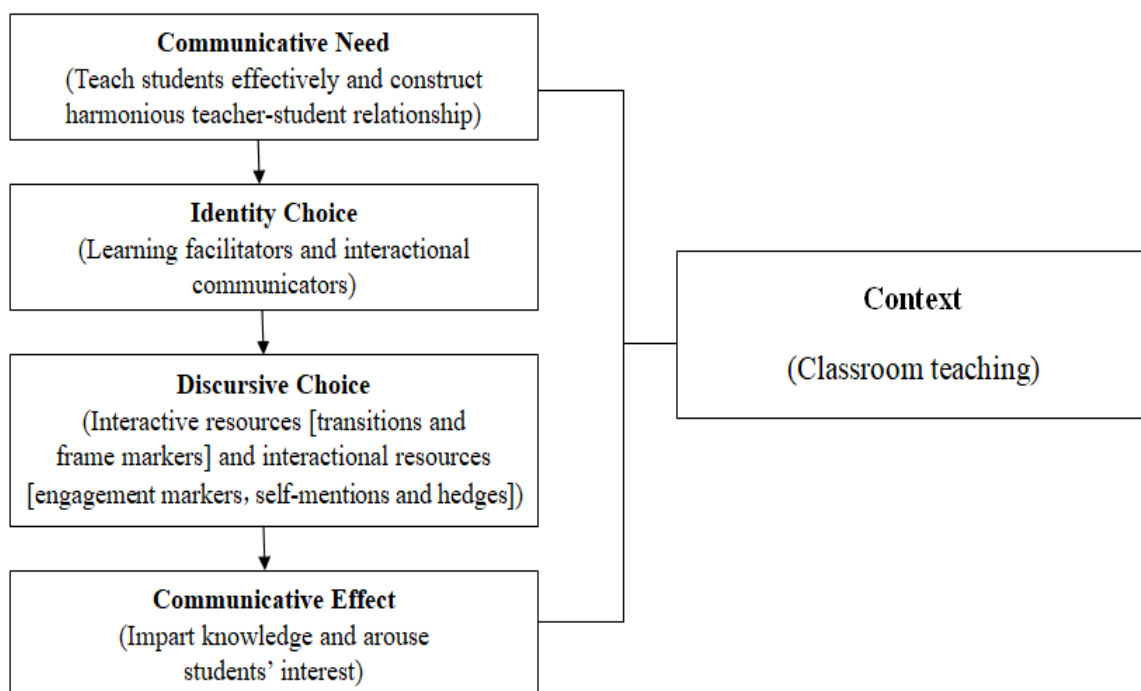 Communicative Need
(Teach students effectively and construct
harmonious teacher-student relationship)
Identity Choice
(Learning facilitators and interactional
communicators)
Discursive Choice
(Interactive resources [transitions and
frame markers] and interactional resources
[engagement markers, self-mentions and hedges])
Communicative Effect
(Impart knowledge and arouse
students’ interest)
Context
(Classroom teaching)